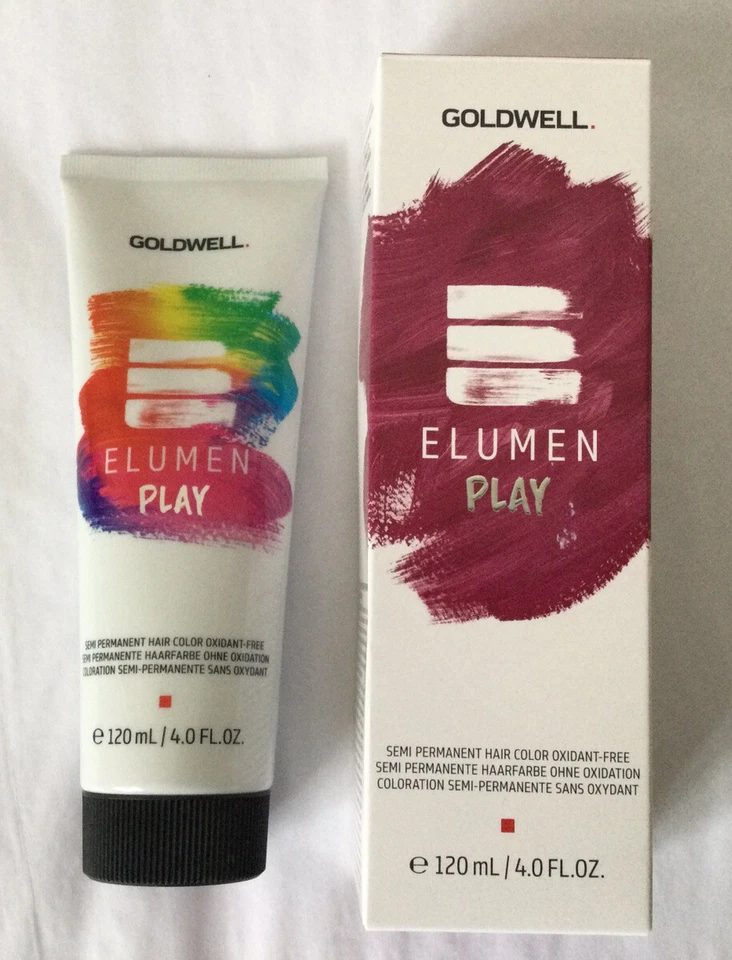 GOLDWELL.
ELUMEN
PLAY
SEMI PERMANENT HAIR COLOR OXIDANT-FREE
SEMI PERMANENTE HAARFARBE OHNE OXIDATION
COLORATION SEMI-PERMANENTE SANS OXYDANT
℮ 120 mL / 4.0 FL.OZ.
GOLDWELL.
ELUMEN
PLAY
SEMI PERMANENT HAIR COLOR OXIDANT-FREE
SEMI PERMANENTE HAARFARBE OHNE OXIDATION
COLORATION SEMI-PERMANENTE SANS OXYDANT
℮ 120 mL / 4.0 FL.OZ.